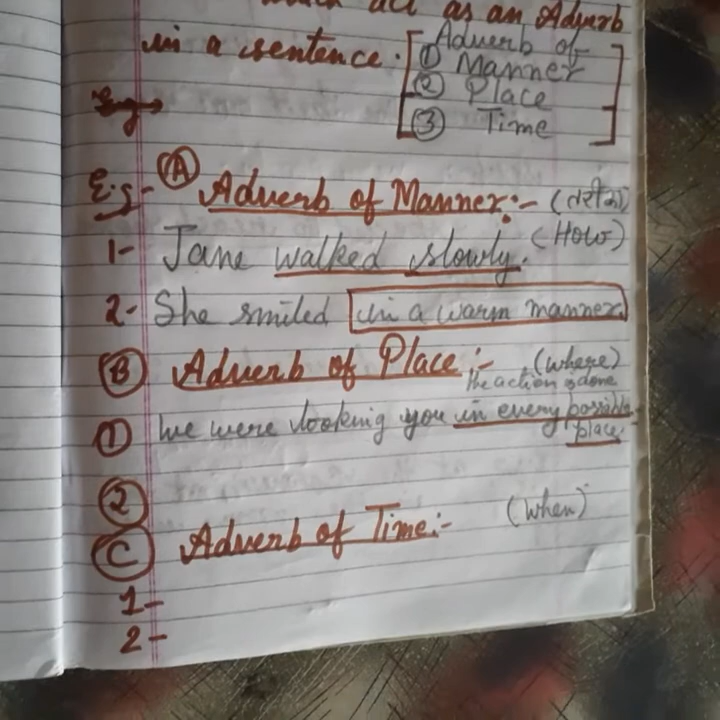 act as an Adverb
in a sentence. [Adverb of
① Manner
② Place
③ Time]
Eg→
E.g- Ⓐ Adverb of Manner:- (तरीका)
1- Jane walked slowly. (How)
2- She smiled in a warm manner.
Ⓑ Adverb of Place:- (where)
the action is done
① We were looking you in every possible
place.
②
Ⓒ Adverb of Time:- (when)
1-
2-